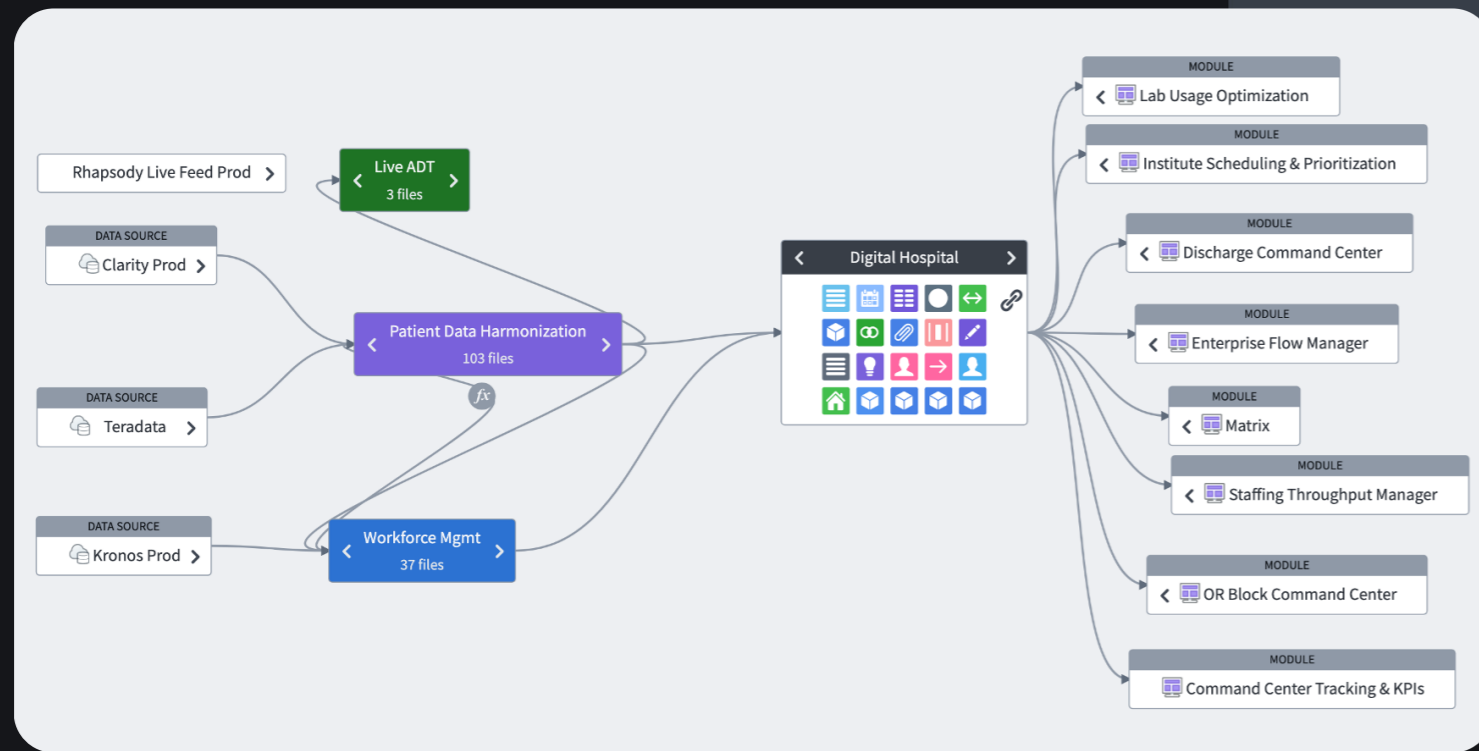 Rhapsody Live Feed Prod
DATA SOURCE
Clarity Prod
DATA SOURCE
Teradata
DATA SOURCE
Kronos Prod
Live ADT
3 files
Patient Data Harmonization
103 files
fx
Workforce Mgmt
37 files
Digital Hospital
MODULE
Lab Usage Optimization
MODULE
Institute Scheduling & Prioritization
MODULE
Discharge Command Center
MODULE
Enterprise Flow Manager
MODULE
Matrix
MODULE
Staffing Throughput Manager
MODULE
OR Block Command Center
MODULE
Command Center Tracking & KPIs